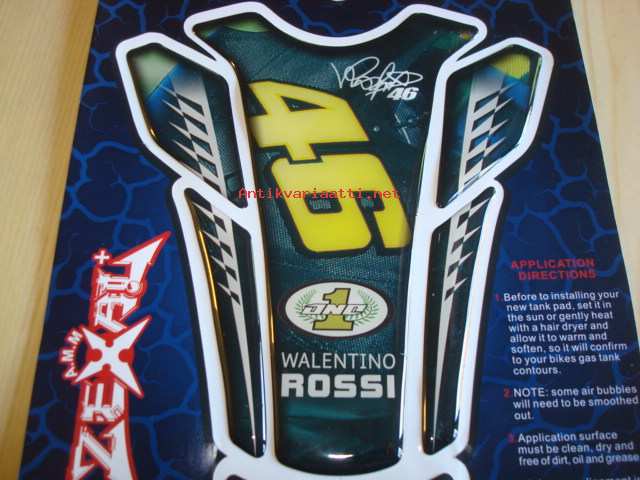 46
46
Antikvariaatti.net
1
JNC
WALENTINO
ROSSI
A.M.M
ZEXAL+
APPLICATION
DIRECTIONS
1. Before to installing your
new tank pad, set it in
the sun or gently heat
with a hair dryer and
allow it to warm and
soften, so it will confirm
to your bikes gas tank
contours.
2. NOTE: some air bubbles
will need to be smoothed
out.
3. Application surface
must be clean, dry and
free of dirt, oil and grease